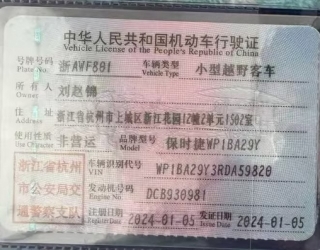 中华人民共和国机动车行驶证
Vehicle License of the People's Republic of China
号牌号码 浙AWF881 车辆类型 小型越野客车
Plate No. Vehicle Type
所有人 刘赵锦
Owner
住址 浙江省杭州市上城区浙江花园12幢2单元1502室
Address
使用性质 非营运 品牌型号 保时捷WP1BA29Y
Use Character Model
浙江省杭州 车辆识别代号 WP1BA29Y3RDA59820
VIN
市公安局交 发动机号码 DCB930981
Engine No.
通警察支队 注册日期 2024-01-05 发证日期 2024-01-05
Register Date Issue Date